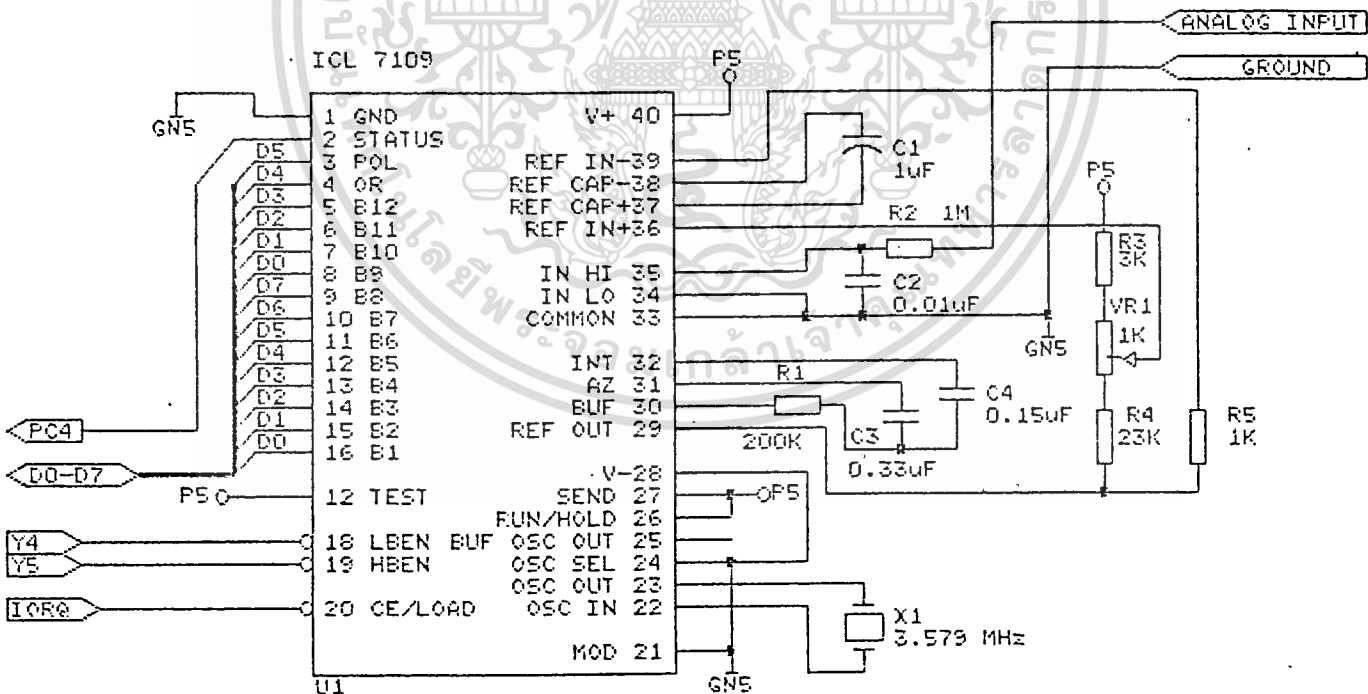 ANALOG INPUT
GROUND
ICL 7109
P5
GN5
1 GND
2 STATUS
3 POL
4 OR
5 B12
6 B11
7 B10
8 B9
9 B8
10 B7
11 B6
12 B5
13 B4
14 B3
15 B2
16 B1
12 TEST
18 LBEN
19 HBEN
20 CE/LOAD
D5
D4
D3
D2
D1
D0
D7
D6
D5
D4
D3
D2
D1
D0
V+ 40
REF IN-39
REF CAP-38
REF CAP+37
REF IN+36
IN HI 35
IN LO 34
COMMON 33
INT 32
AZ 31
BUF 30
REF OUT 29
V-28
SEND 27
RUN/HOLD 26
BUF OSC OUT 25
OSC SEL 24
OSC OUT 23
OSC IN 22
MOD 21
U1
PC4
D0-D7
P5
Y4
Y5
IORQ
C1
1uF
R2 1M
C2
0.01uF
GN5
P5
R3
3K
VR1
1K
R4
23K
R5
1K
R1
200K
C3
0.33uF
C4
0.15uF
P5
X1
3.579 MHz
GN5